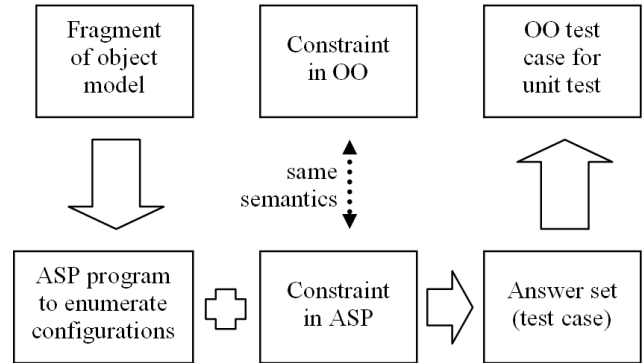 Fragment
of object
model
Constraint
in OO
OO test
case for
unit test
same
semantics
ASP program
to enumerate
configurations
Constraint
in ASP
Answer set
(test case)